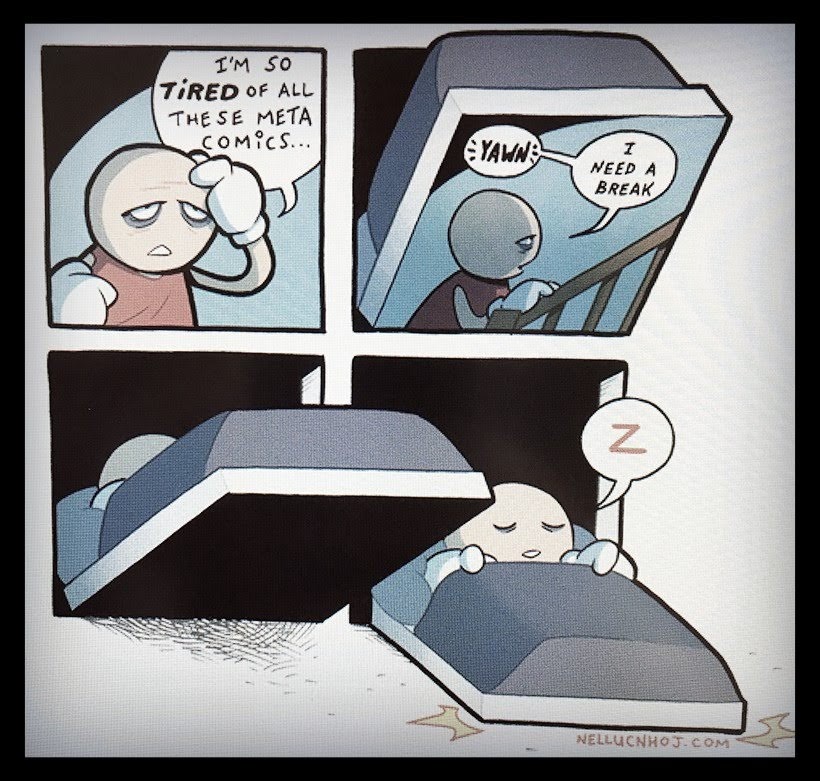 I'M SO
TiRED OF ALL
THESE META
COMiCS...
YAWN
I
NEED A
BREAK
Z
NELLUCNHOJ.COM